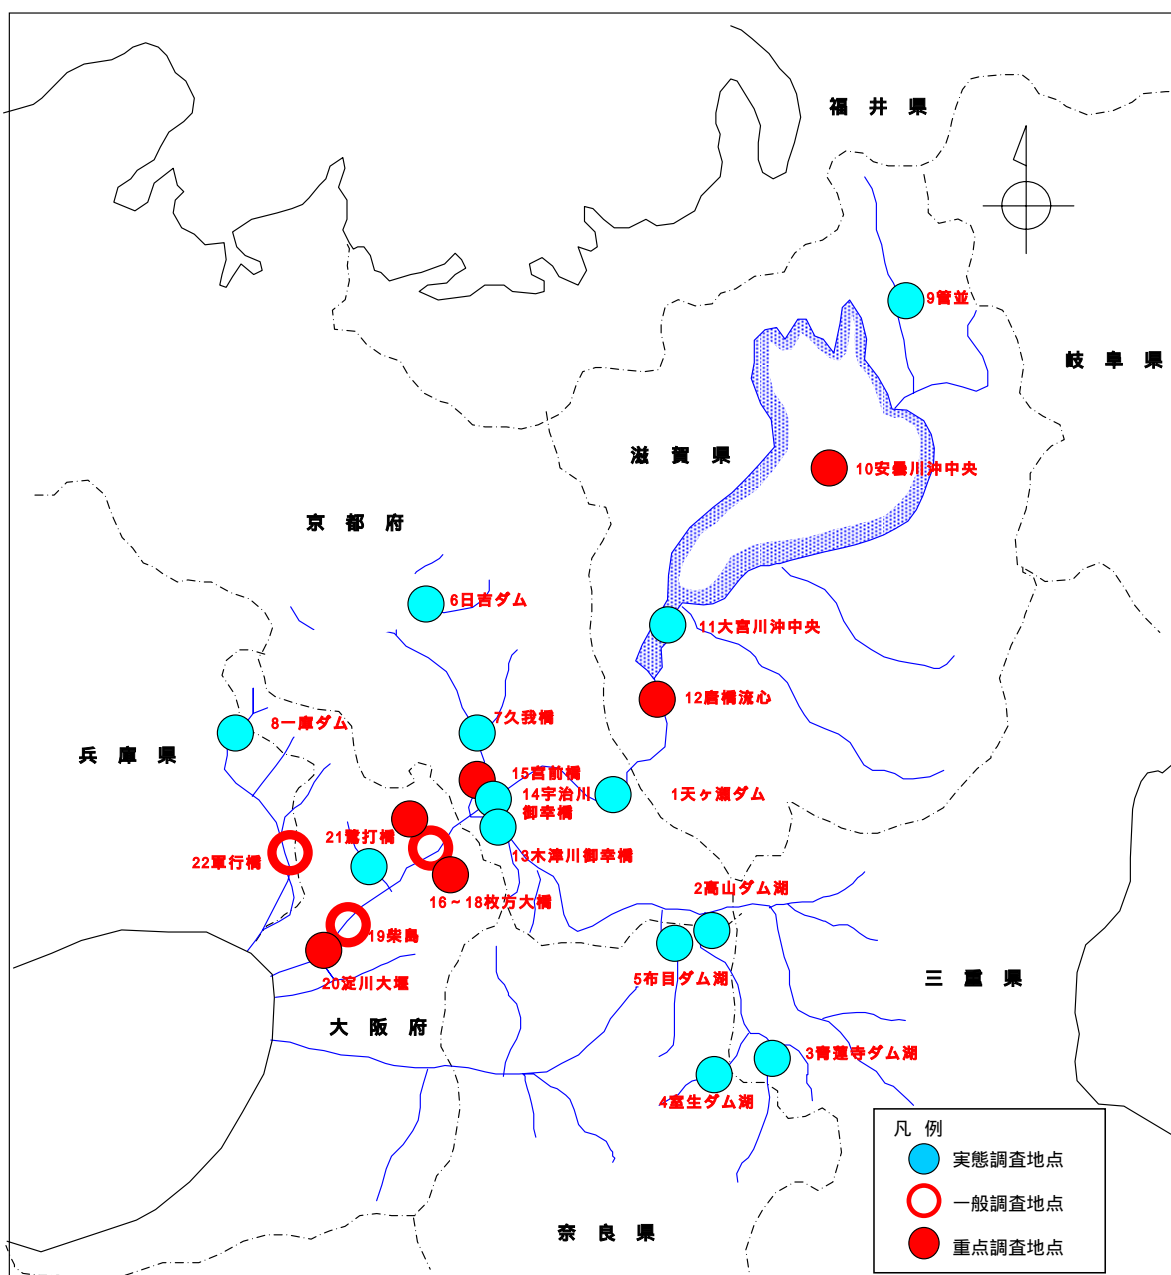 福井県
9菅並
岐阜県
滋賀県
10安曇川沖中央
京都府
6日吉ダム
11大宮川沖中央
12唐橋流心
7久我橋
8一庫ダム
兵庫県
15宮前橋
14宇治川
御幸橋
1天ヶ瀬ダム
21鷺打橋
13木津川御幸橋
22軍行橋
2高山ダム湖
16～18枚方大橋
19柴島
20淀川大堰
5布目ダム湖
三重県
大阪府
3青蓮寺ダム湖
4室生ダム湖
奈良県
凡例
実態調査地点
一般調査地点
重点調査地点